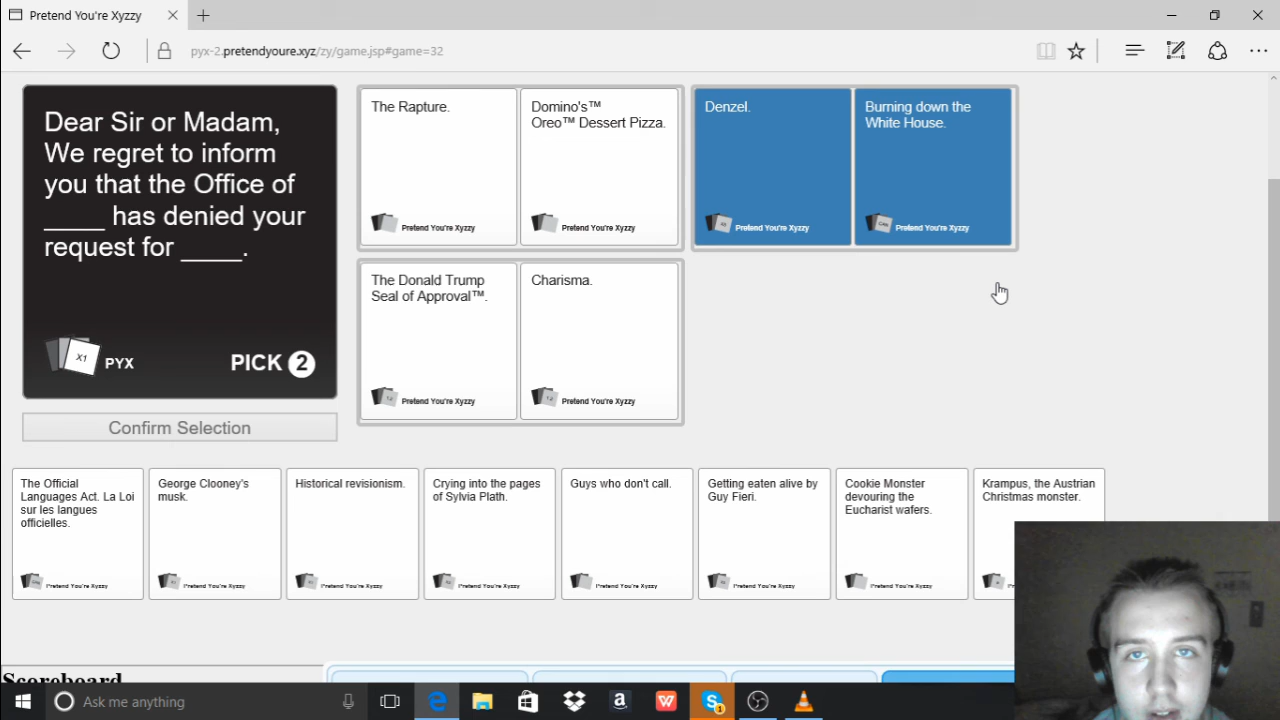 Pretend You're Xyzzy
pyx-2.pretendyoure.xyz/zy/game.jsp#game=32
Dear Sir or Madam,
We regret to inform
you that the Office of
____ has denied your
request for ____.
X1
PYX
PICK 2
Confirm Selection
The Rapture.
Pretend You're Xyzzy
Domino's™
Oreo™ Dessert Pizza.
Pretend You're Xyzzy
Denzel.
Pretend You're Xyzzy
Burning down the
White House.
Pretend You're Xyzzy
The Donald Trump
Seal of Approval™.
Pretend You're Xyzzy
Charisma.
Pretend You're Xyzzy
The Official
Languages Act. La Loi
sur les langues
officielles.
Pretend You're Xyzzy
George Clooney's
musk.
Pretend You're Xyzzy
Historical revisionism.
Pretend You're Xyzzy
Crying into the pages
of Sylvia Plath.
Pretend You're Xyzzy
Guys who don't call.
Pretend You're Xyzzy
Getting eaten alive by
Guy Fieri.
Pretend You're Xyzzy
Cookie Monster
devouring the
Eucharist wafers.
Pretend You're Xyzzy
Krampus, the Austrian
Christmas monster.
Scoreboard
Ask me anything